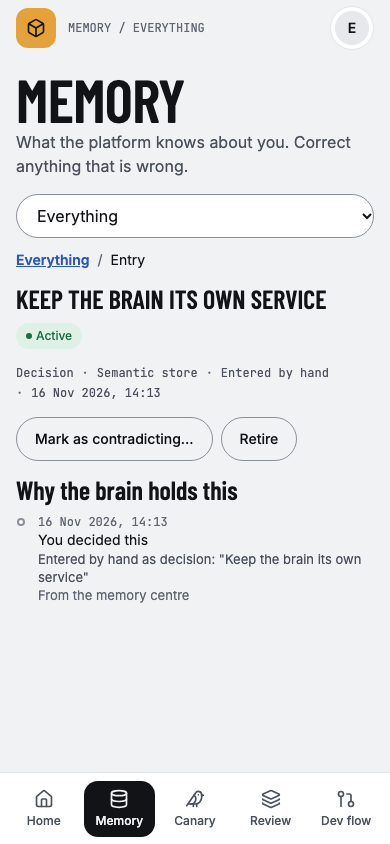 MEMORY / EVERYTHING
E
MEMORY
What the platform knows about you. Correct
anything that is wrong.
Everything
Everything / Entry
KEEP THE BRAIN ITS OWN SERVICE
Active
Decision · Semantic store · Entered by hand
· 16 Nov 2026, 14:13
Mark as contradicting... Retire
Why the brain holds this
16 Nov 2026, 14:13
You decided this
Entered by hand as decision: "Keep the brain its own
service"
From the memory centre
Home Memory Canary Review Dev flow